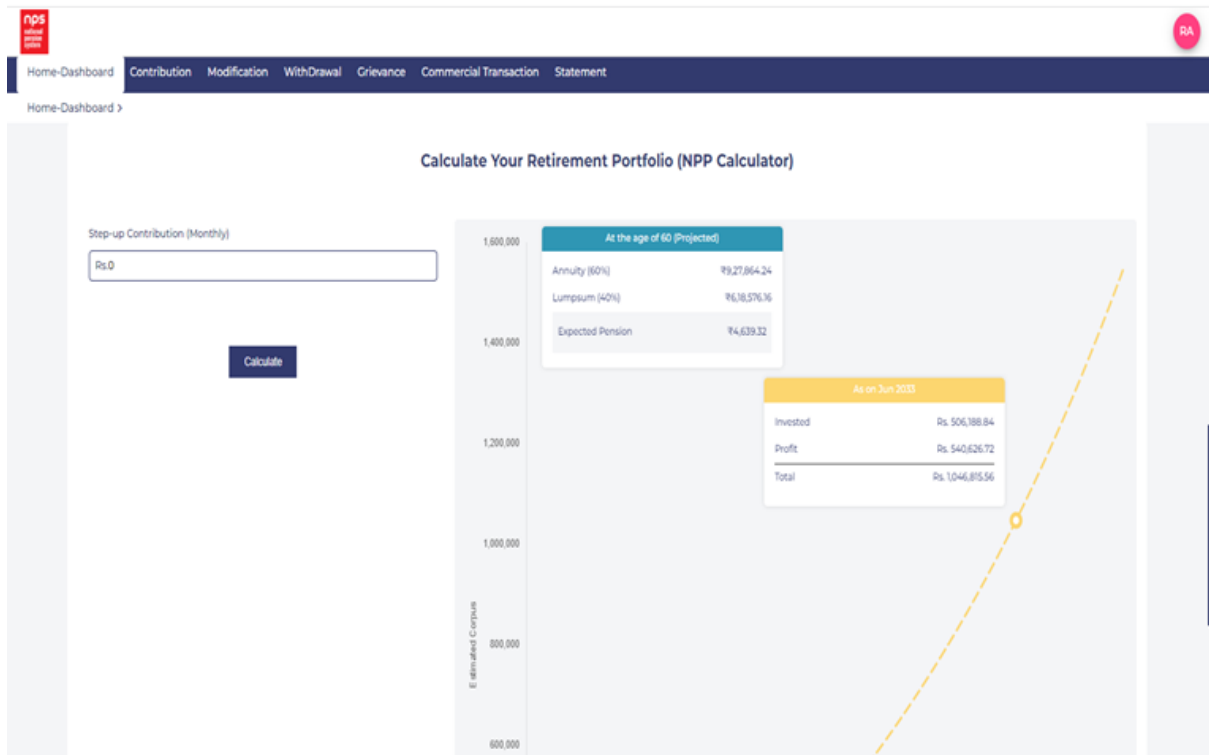 nps
national
pension
system
RA
Home-Dashboard Contribution Modification WithDrawal Grievance Commercial Transaction Statement
Home-Dashboard >
Calculate Your Retirement Portfolio (NPP Calculator)
Step-up Contribution (Monthly)
Rs.0
Calculate
Estimated Corpus
1,600,000
1,400,000
1,200,000
1,000,000
800,000
600,000
At the age of 60 (Projected)
Annuity (60%) ₹9,27,864.24
Lumpsum (40%) ₹6,18,576.16
Expected Pension ₹4,639.32
As on Jun 2033
Invested Rs. 506,188.84
Profit Rs. 540,626.72
Total Rs. 1,046,815.56